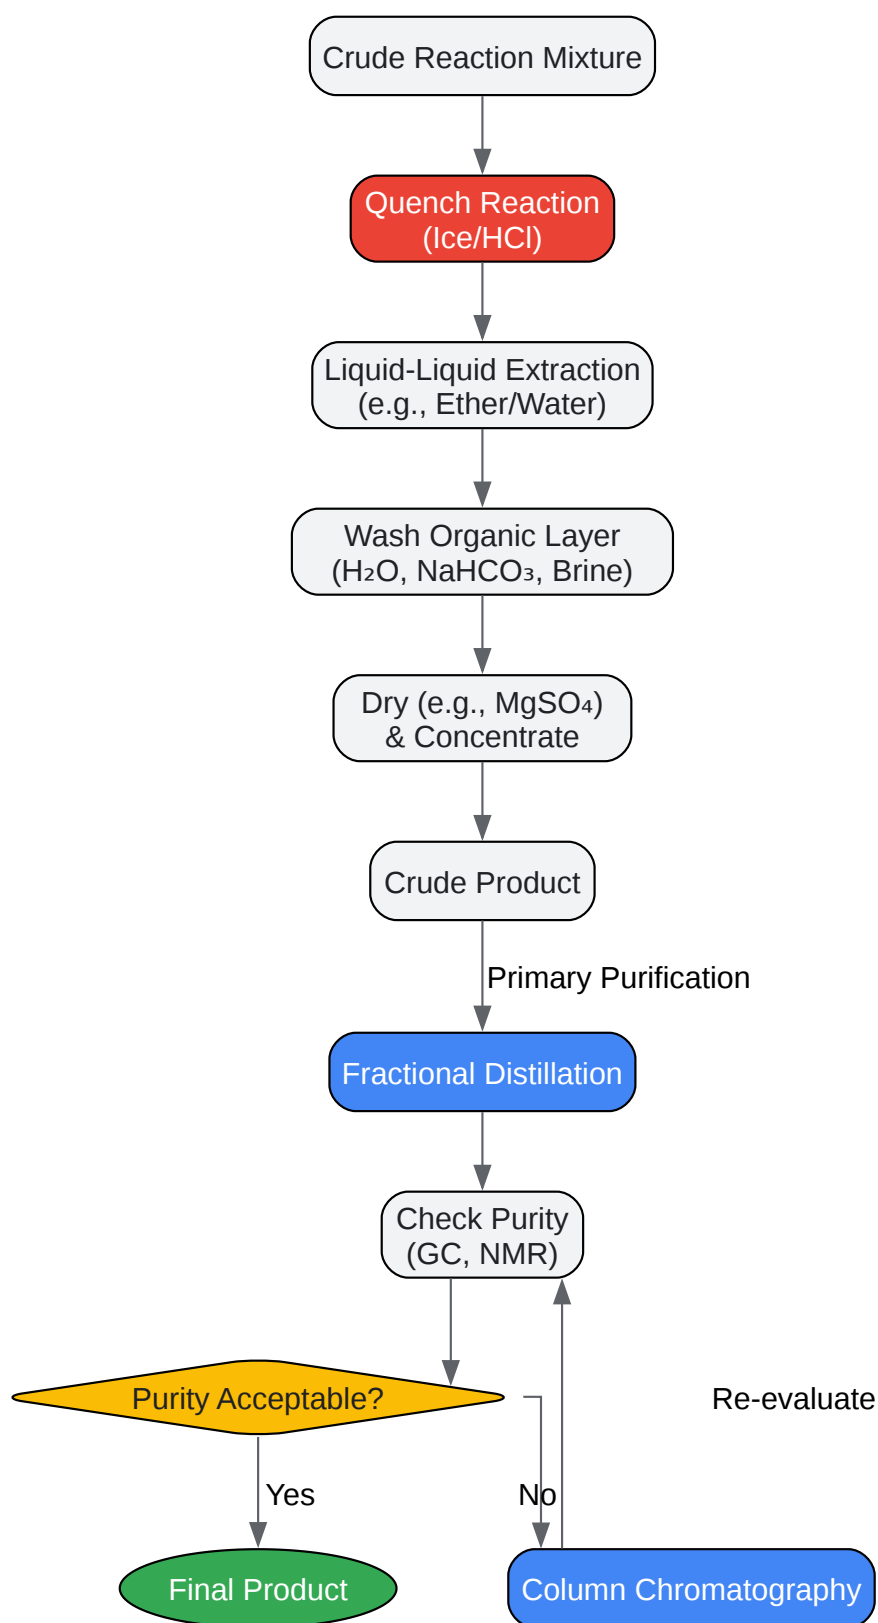 Crude Reaction Mixture
Quench Reaction
(Ice/HCl)
Liquid-Liquid Extraction
(e.g., Ether/Water)
Wash Organic Layer
(H₂O, NaHCO₃, Brine)
Dry (e.g., MgSO₄)
& Concentrate
Crude Product
Primary Purification
Fractional Distillation
Check Purity
(GC, NMR)
Purity Acceptable?
Re-evaluate
Yes
No
Final Product
Column Chromatography